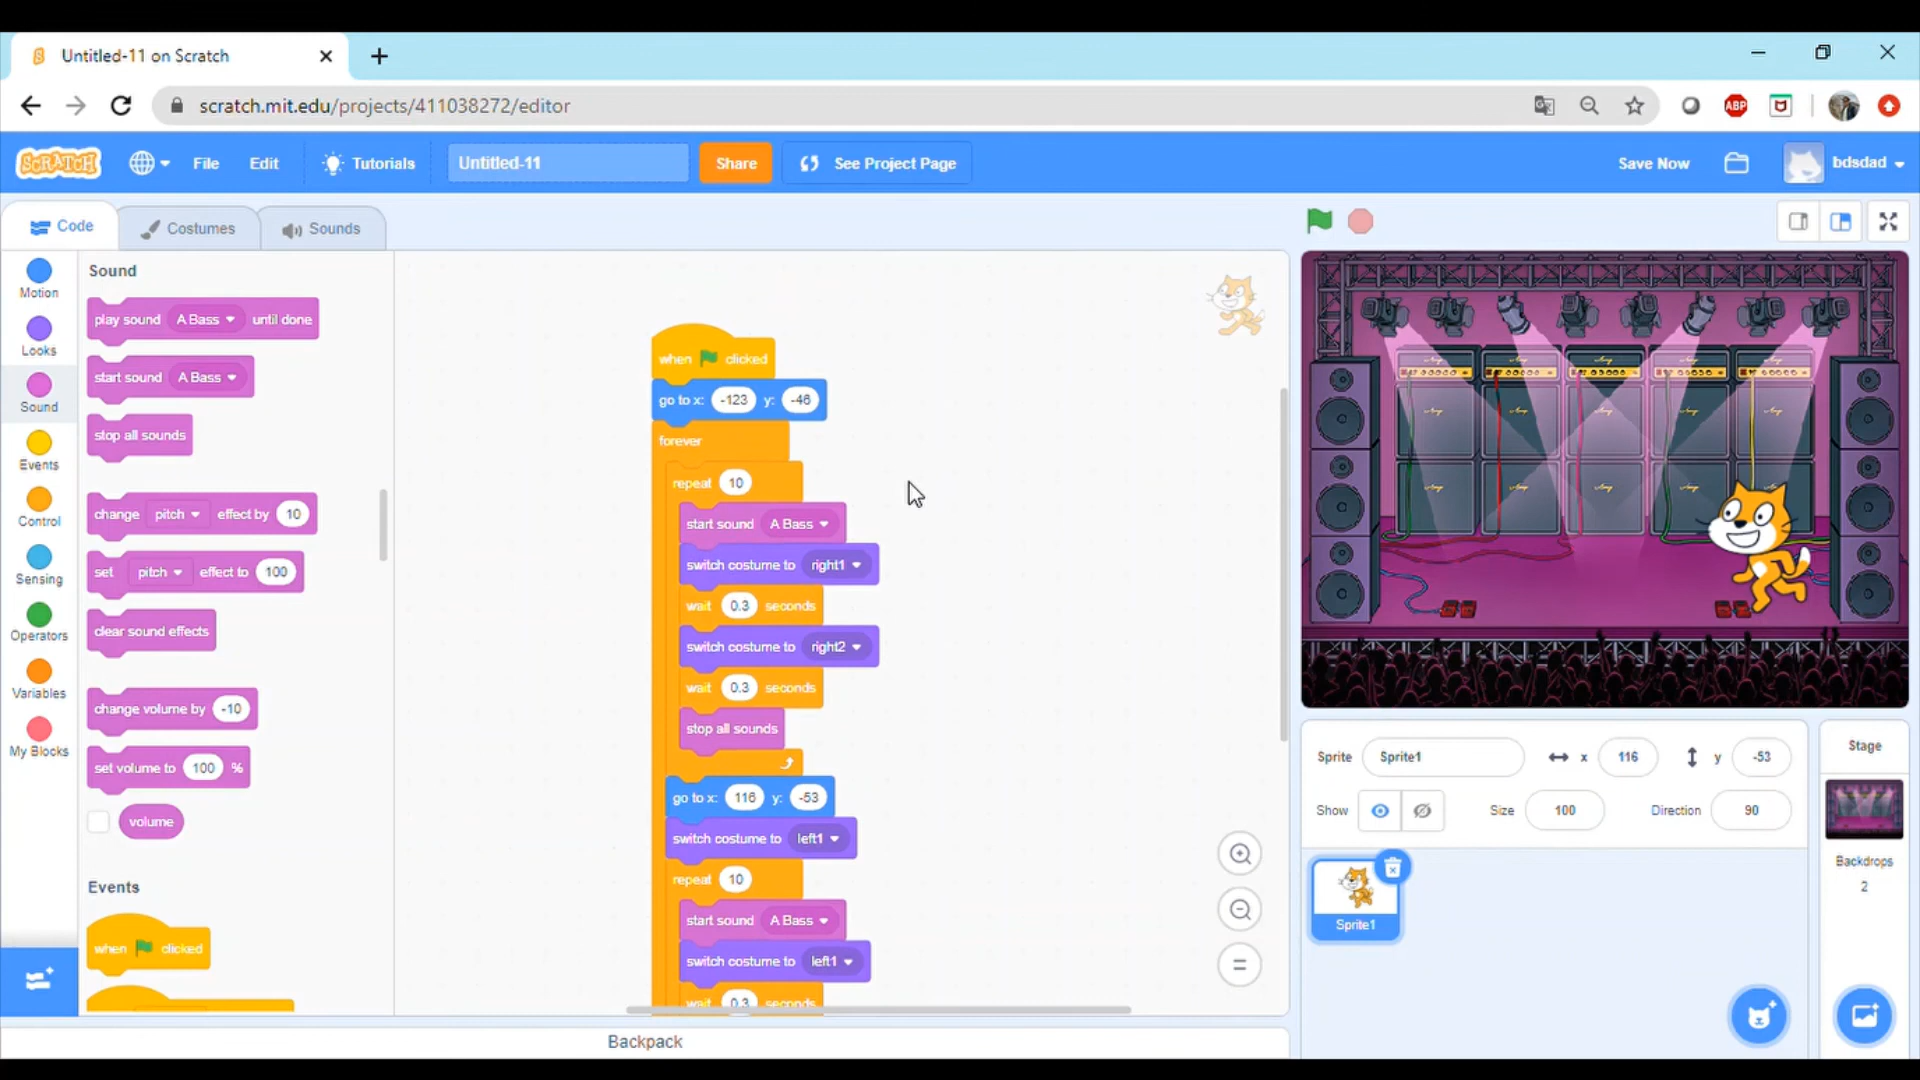 Untitled-11 on Scratch
scratch.mit.edu/projects/411038272/editor
ABP
SCRATCH
File
Edit
Tutorials
Untitled-11
Share
See Project Page
Save Now
bdsdad
Code
Costumes
Sounds
Motion
Looks
Sound
Events
Control
Sensing
Operators
Variables
My Blocks
Sound
play sound A Bass until done
start sound A Bass
stop all sounds
change pitch effect by 10
set pitch effect to 100
clear sound effects
change volume by -10
set volume to 100 %
volume
Events
when clicked
when clicked
go to x: -123 y: -46
forever
repeat 10
start sound A Bass
switch costume to right1
wait 0.3 seconds
switch costume to right2
wait 0.3 seconds
stop all sounds
go to x: 116 y: -53
switch costume to left1
repeat 10
start sound A Bass
switch costume to left1
wait 0.3 seconds
Backpack
Sprite Sprite1 x 116 y -53
Show Size 100 Direction 90
Sprite1
Stage
Backdrops
2